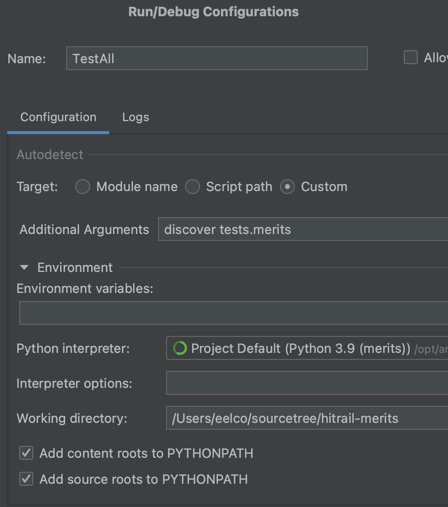 Run/Debug Configurations
Name: TestAll Allov
Configuration Logs
Autodetect
Target: Module name Script path Custom
Additional Arguments discover tests.merits
Environment
Environment variables:
Python interpreter: Project Default (Python 3.9 (merits)) /opt/ar
Interpreter options:
Working directory: /Users/eelco/sourcetree/hitrail-merits
Add content roots to PYTHONPATH
Add source roots to PYTHONPATH